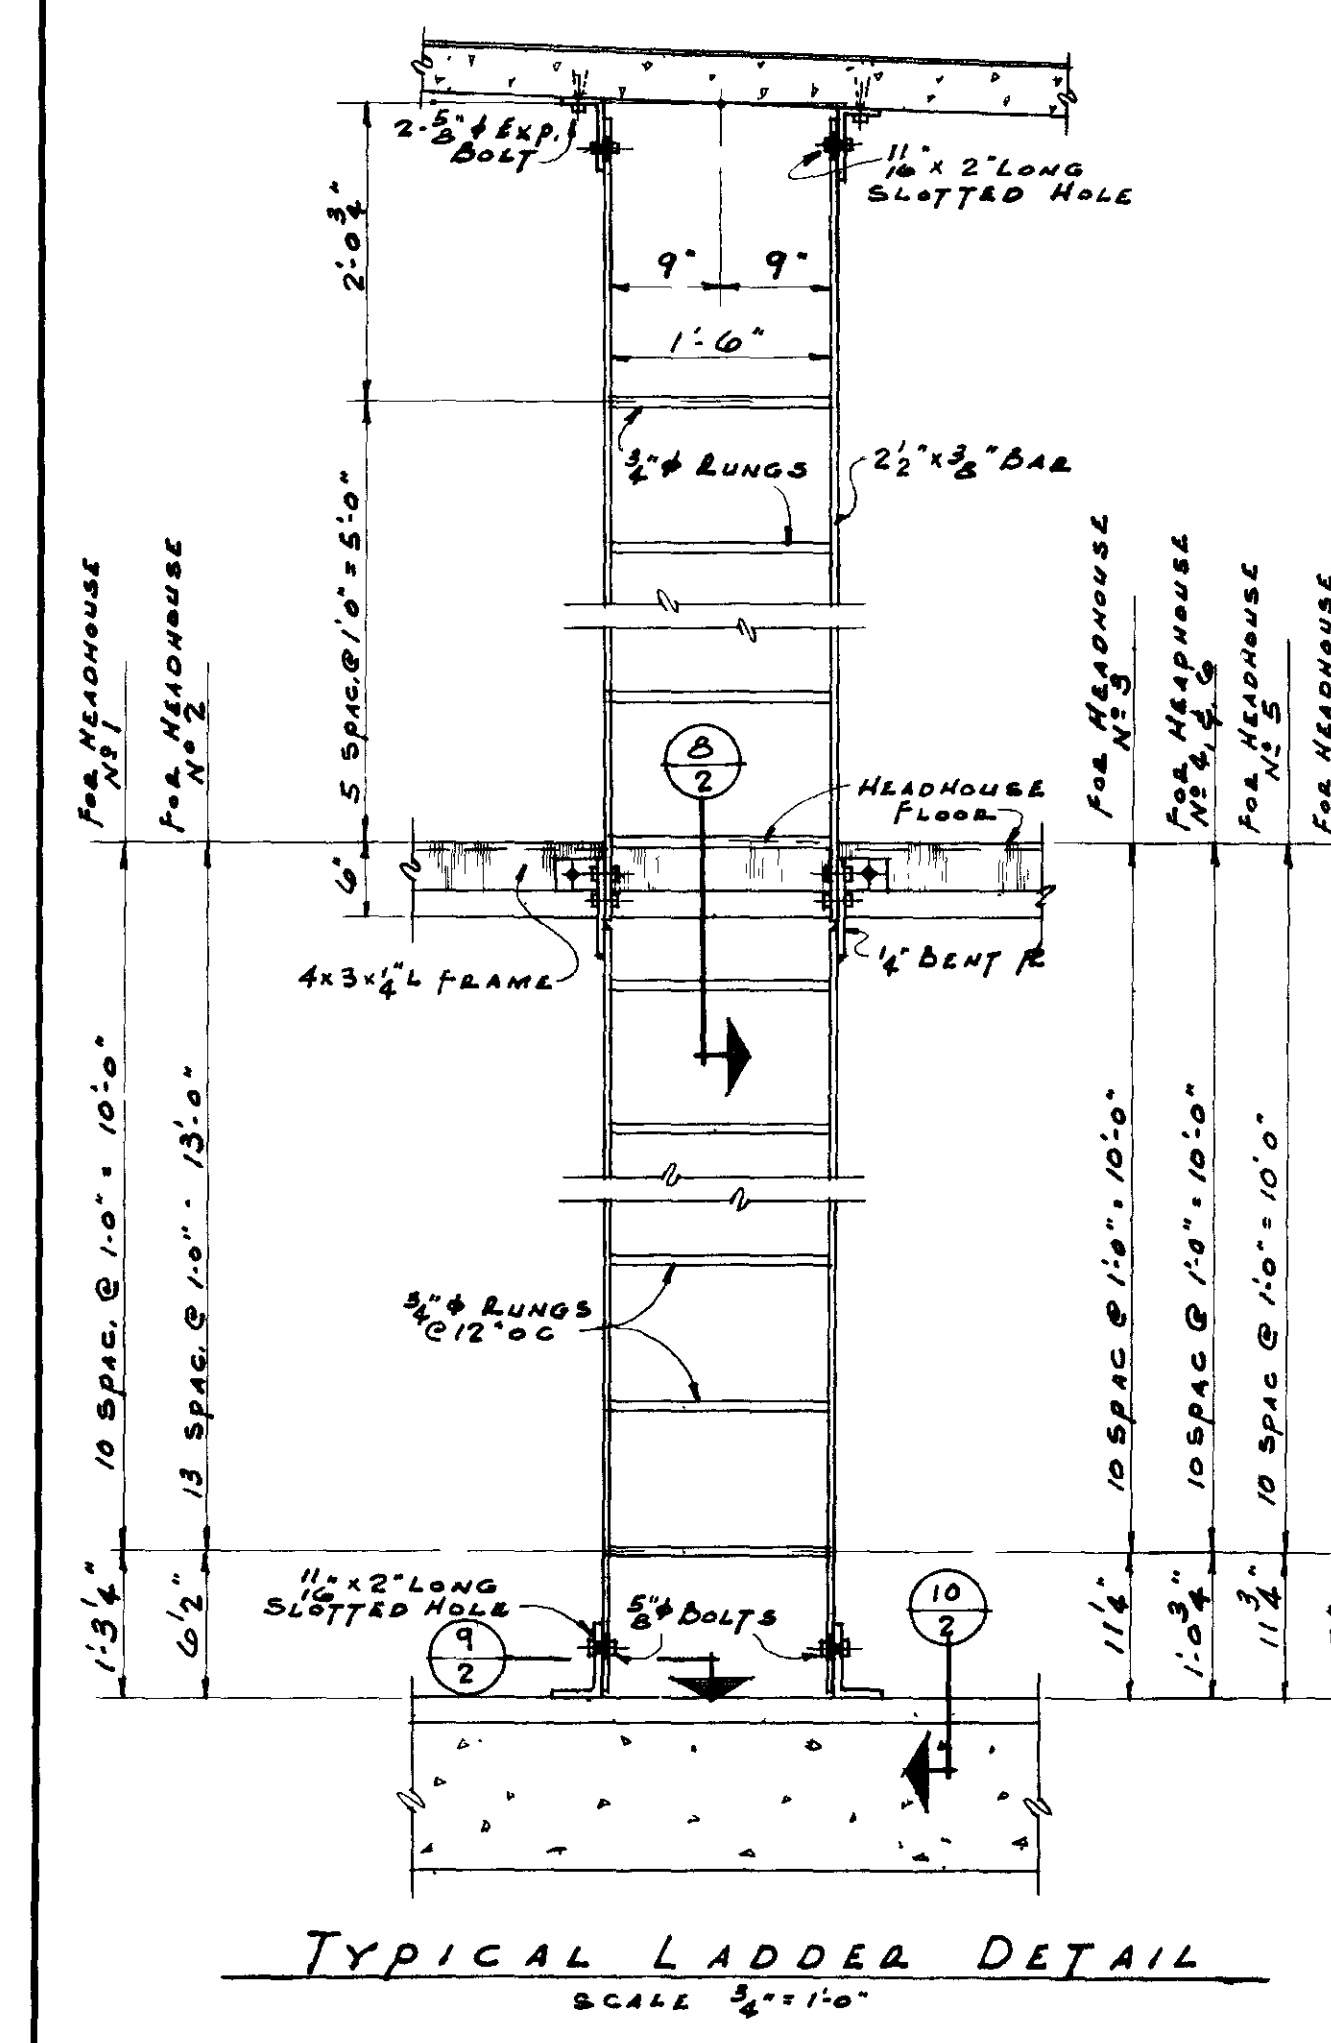 2-5/8"ϕ EXP.
BOLT
11/16" x 2" LONG
SLOTTED HOLE
2'-0 3/4"
9" 9"
1'-6"
3/4"ϕ RUNGS
2 1/2" x 3/8" BAR
5 SPAC. @ 1'0" = 5'-0"
FOR HEADHOUSE
Nº 1
FOR HEADHOUSE
Nº 2
FOR HEADHOUSE
Nº 3
FOR HEADHOUSE
Nº 4, & 6
FOR HEADHOUSE
Nº 5
FOR HEADHOUSE
8
2
HEADHOUSE
FLOOR
6"
4 x 3 x 1/4" L FRAME
1/4" BENT PL
10 SPAC. @ 1-0" = 10'-0"
13 SPAC. @ 1-0" - 13'-0"
10 SPAC @ 1'-0" = 10'-0"
10 SPAC @ 1'-0" = 10'-0"
10 SPAC @ 1'-0" = 10'0"
3/4"ϕ RUNGS
@ 12" OC
1'-3 1/4"
6 1/2"
11/16" x 2" LONG
SLOTTED HOLE
5/8"ϕ BOLTS
9
2
10
2
11 1/4"
1'-0 3/4"
11 3/4"
TYPICAL LADDER DETAIL
SCALE 3/4" = 1'-0"